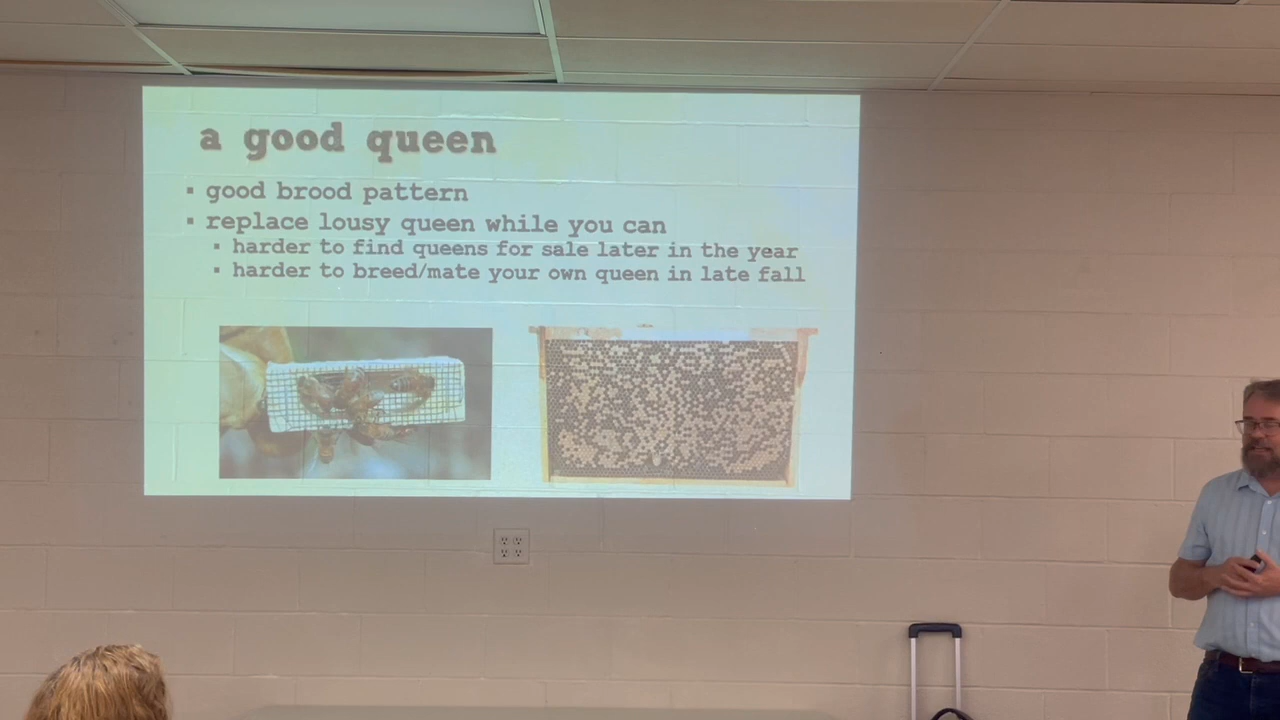 a good queen
▪ good brood pattern
▪ replace lousy queen while you can
▪ harder to find queens for sale later in the year
▪ harder to breed/mate your own queen in late fall